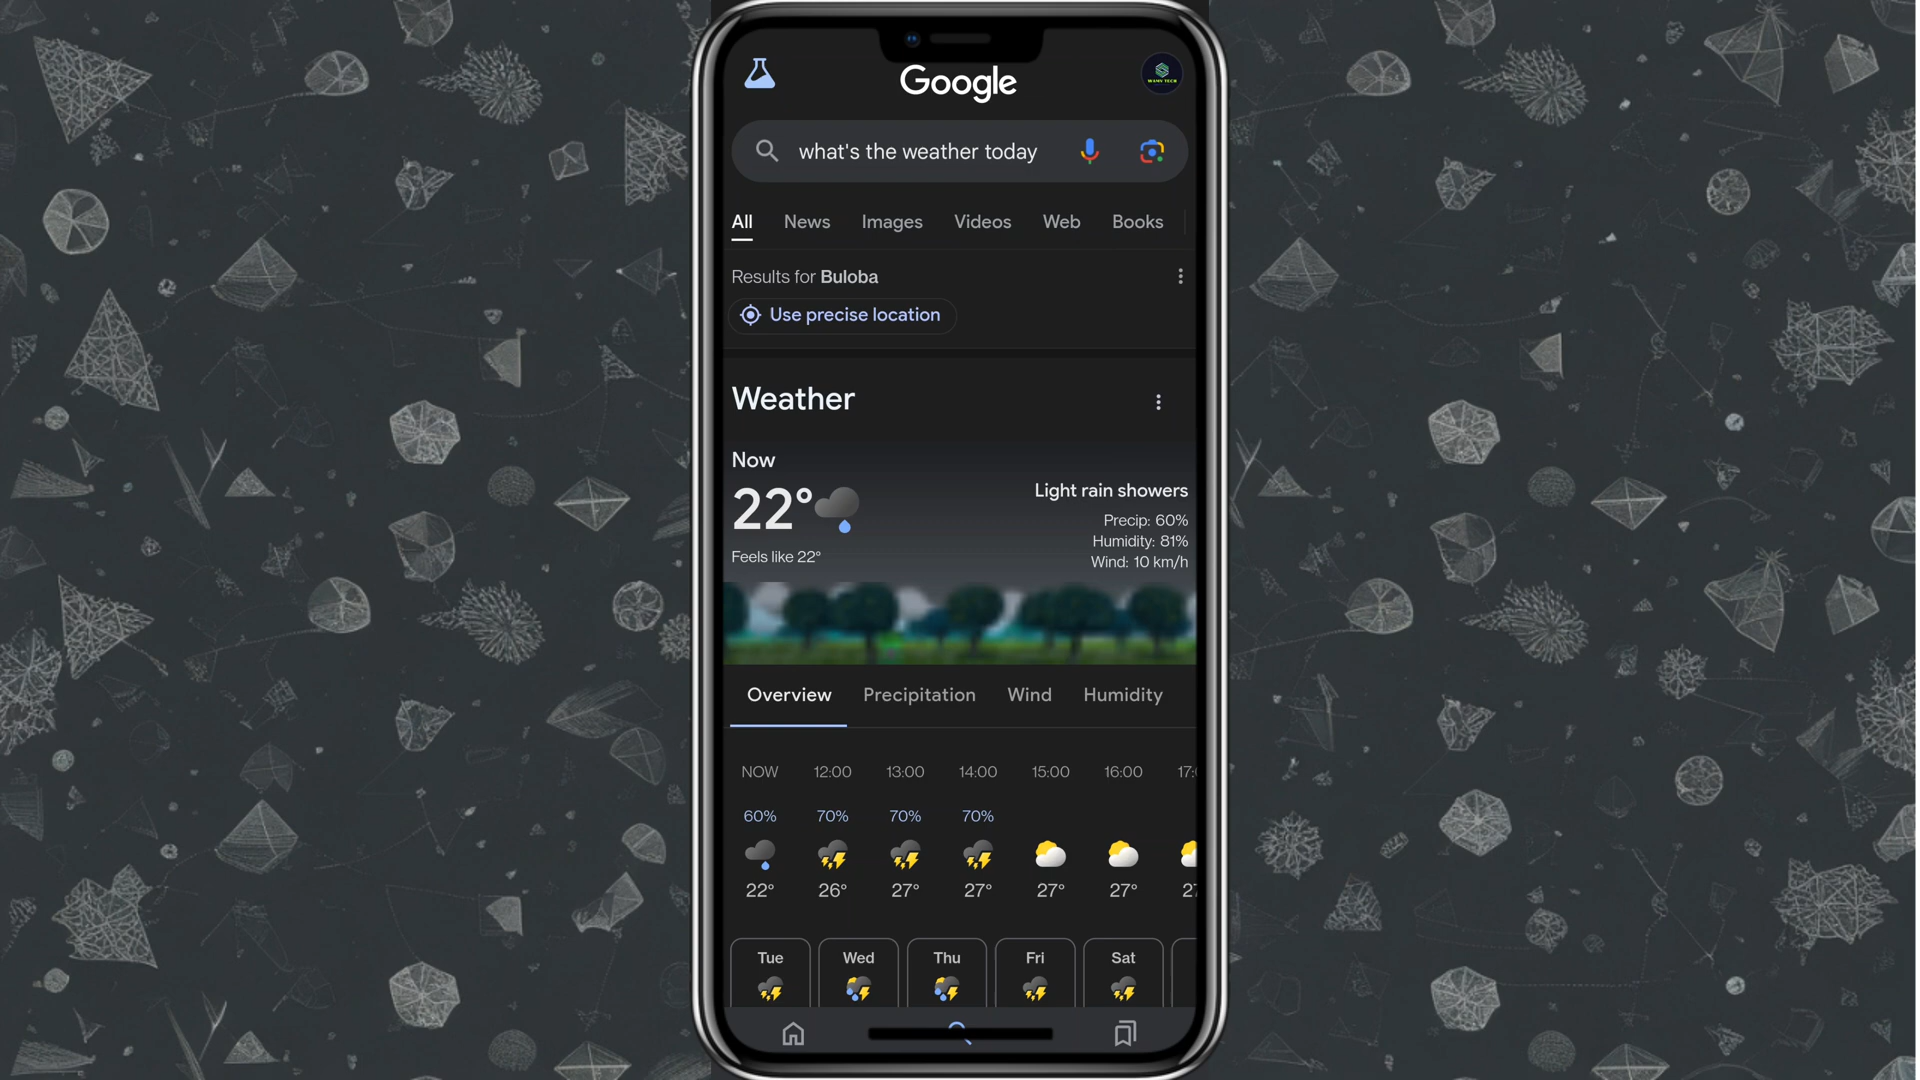 Google
WAMV TECH
what's the weather today
All News Images Videos Web Books
Results for Buloba
Use precise location
Weather
Now
22°
Feels like 22°
Light rain showers
Precip: 60%
Humidity: 81%
Wind: 10 km/h
Overview Precipitation Wind Humidity
NOW 12:00 13:00 14:00 15:00 16:00
60% 70% 70% 70%
22° 26° 27° 27° 27° 27° 27
Tue Wed Thu Fri Sat